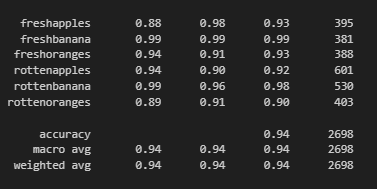 freshapples 0.88 0.98 0.93 395
freshbanana 0.99 0.99 0.99 381
freshoranges 0.94 0.91 0.93 388
rottenapples 0.94 0.90 0.92 601
rottenbanana 0.99 0.96 0.98 530
rottenoranges 0.89 0.91 0.90 403
accuracy 0.94 2698
macro avg 0.94 0.94 0.94 2698
weighted avg 0.94 0.94 0.94 2698